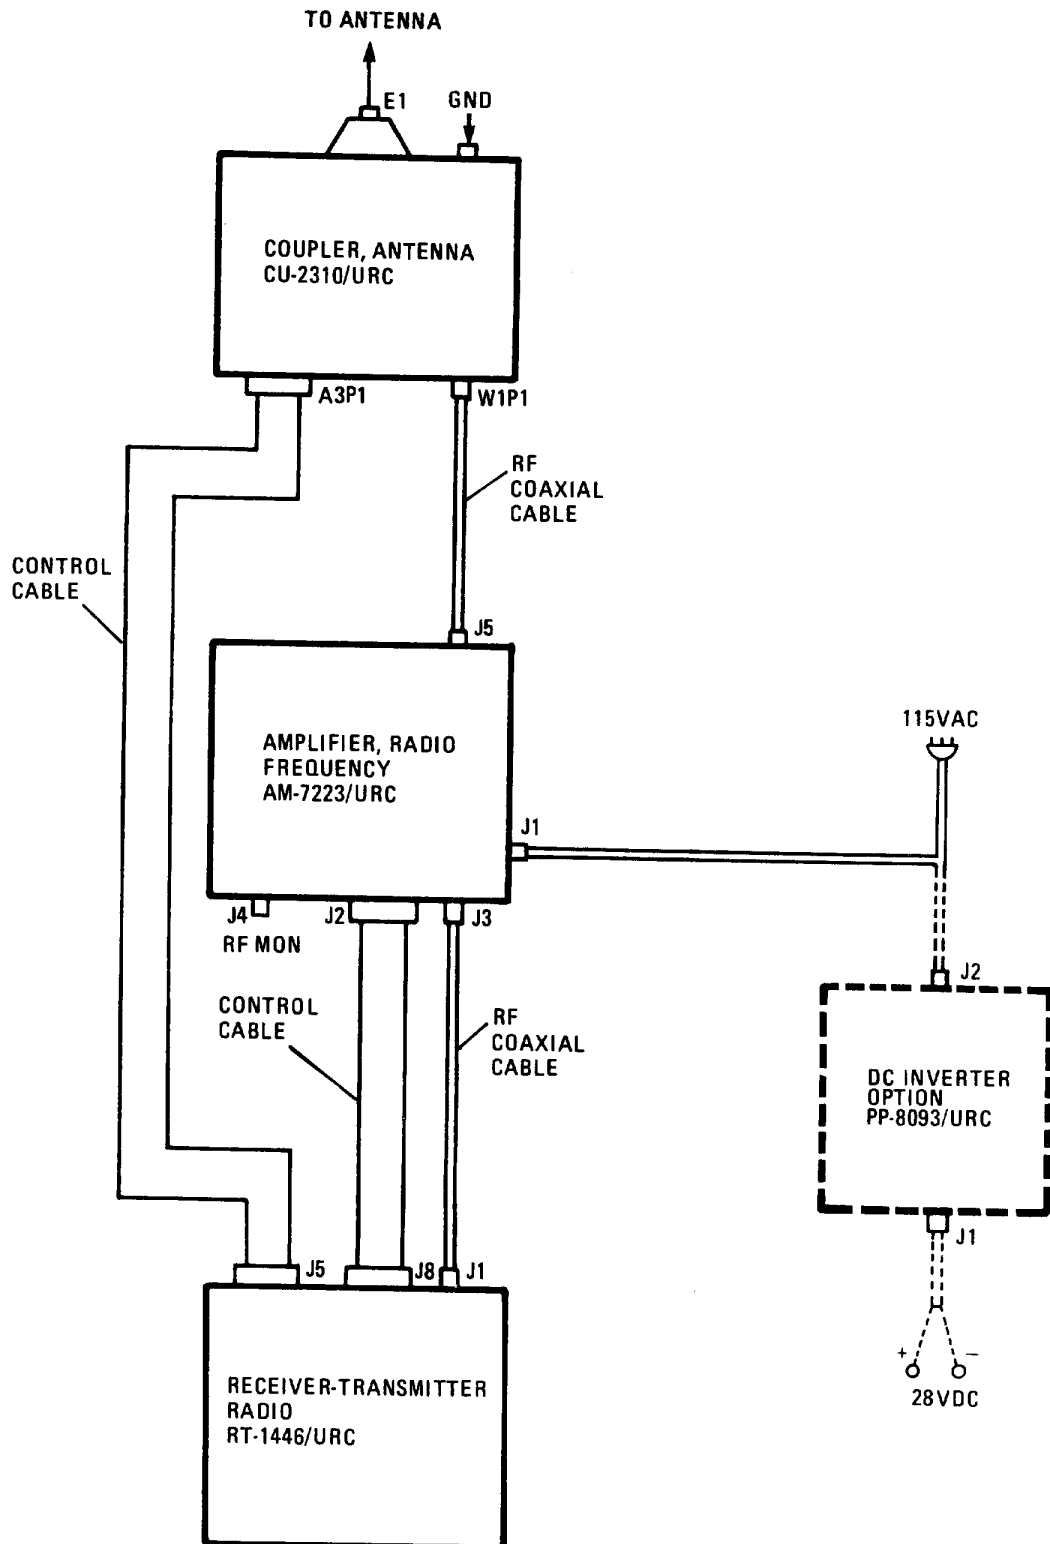 TO ANTENNA
E1
GND
COUPLER, ANTENNA
CU-2310/URC
A3P1
W1P1
RF
COAXIAL
CABLE
CONTROL
CABLE
J5
AMPLIFIER, RADIO
FREQUENCY
AM-7223/URC
115VAC
J1
J4
J2
J3
RF MON
J2
CONTROL
CABLE
RF
COAXIAL
CABLE
DC INVERTER
OPTION
PP-8093/URC
J1
J5
J8
J1
+
−
28VDC
RECEIVER-TRANSMITTER
RADIO
RT-1446/URC